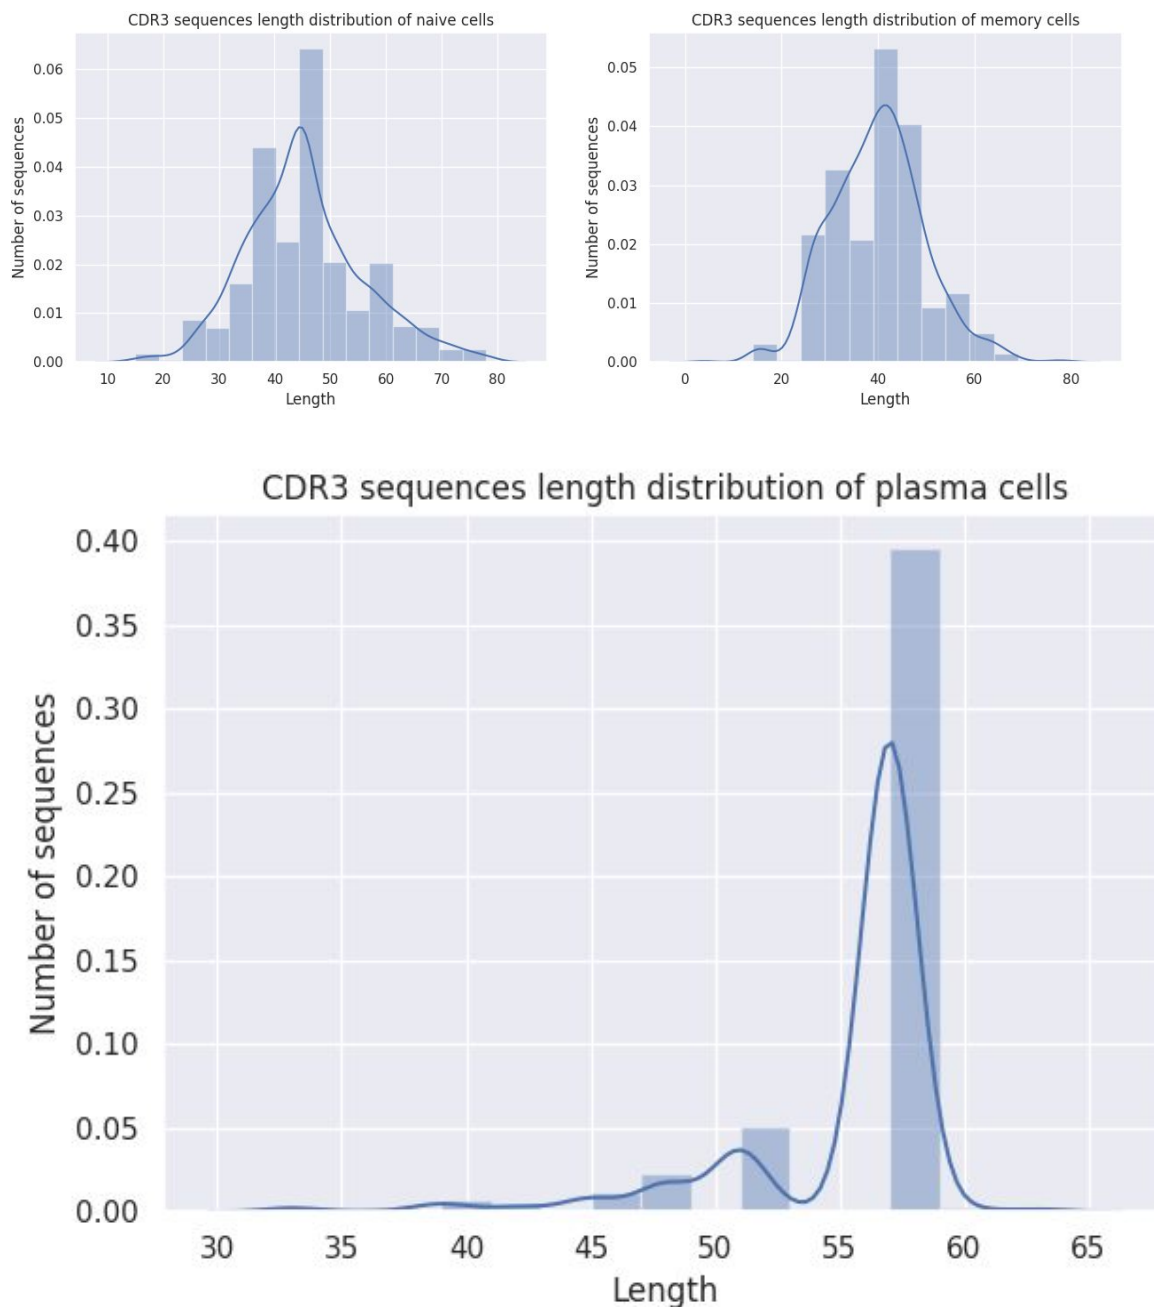 CDR3 sequences length distribution of naive cells
Number of sequences
0.06
0.05
0.04
0.03
0.02
0.01
0.00
10 20 30 40 50 60 70 80
Length
CDR3 sequences length distribution of memory cells
Number of sequences
0.05
0.04
0.03
0.02
0.01
0.00
0 20 40 60 80
Length
CDR3 sequences length distribution of plasma cells
Number of sequences
0.40
0.35
0.30
0.25
0.20
0.15
0.10
0.05
0.00
30 35 40 45 50 55 60 65
Length